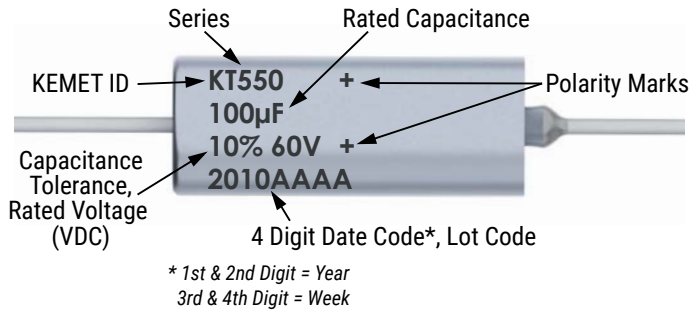 Series
Rated Capacitance
KEMET ID
KT550 +
Polarity Marks
100µF
10% 60V +
Capacitance
Tolerance,
Rated Voltage
(VDC)
2010AAAA
4 Digit Date Code*, Lot Code
* 1st & 2nd Digit = Year
3rd & 4th Digit = Week